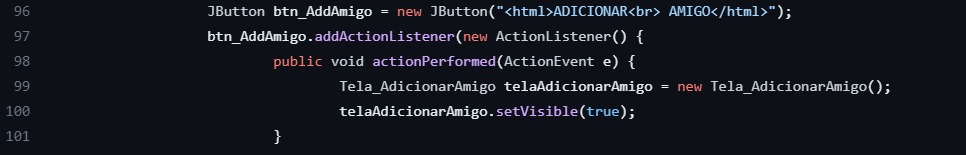 96 JButton btn_AddAmigo = new JButton("<html>ADICIONAR<br> AMIGO</html>");
97 btn_AddAmigo.addActionListener(new ActionListener() {
98 public void actionPerformed(ActionEvent e) {
99 Tela_AdicionarAmigo telaAdicionarAmigo = new Tela_AdicionarAmigo();
100 telaAdicionarAmigo.setVisible(true);
101 }